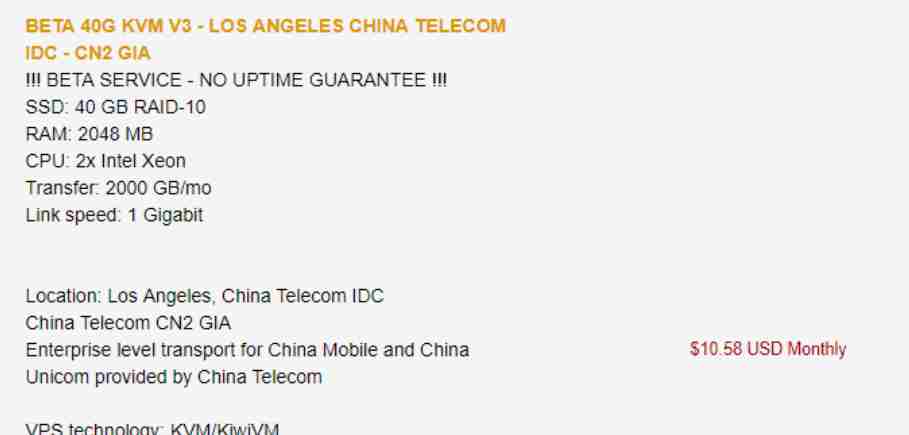 BETA 40G KVM V3 - LOS ANGELES CHINA TELECOM
IDC - CN2 GIA
!!! BETA SERVICE - NO UPTIME GUARANTEE !!!
SSD: 40 GB RAID-10
RAM: 2048 MB
CPU: 2x Intel Xeon
Transfer: 2000 GB/mo
Link speed: 1 Gigabit
Location: Los Angeles, China Telecom IDC
China Telecom CN2 GIA
Enterprise level transport for China Mobile and China
$10.58 USD Monthly
Unicom provided by China Telecom
VPS technology: KVM/KiwiVM